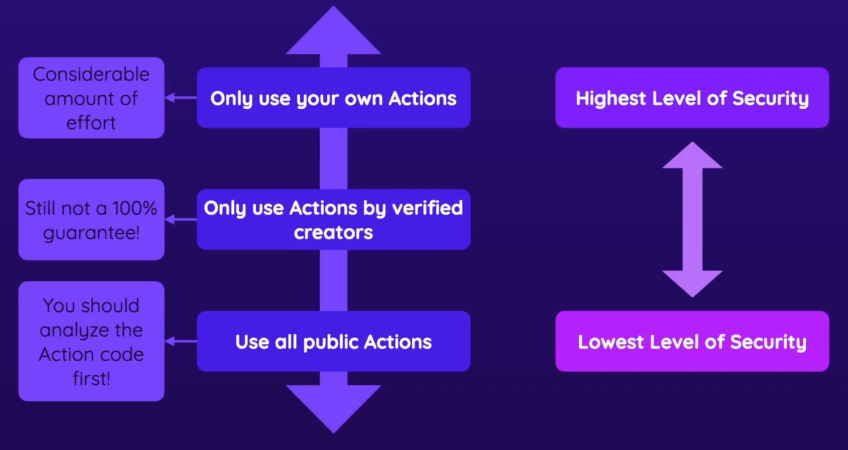 Considerable
amount of
effort
Only use your own Actions
Highest Level of Security
Still not a 100%
guarantee!
Only use Actions by verified
creators
You should
analyze the
Action code
first!
Use all public Actions
Lowest Level of Security